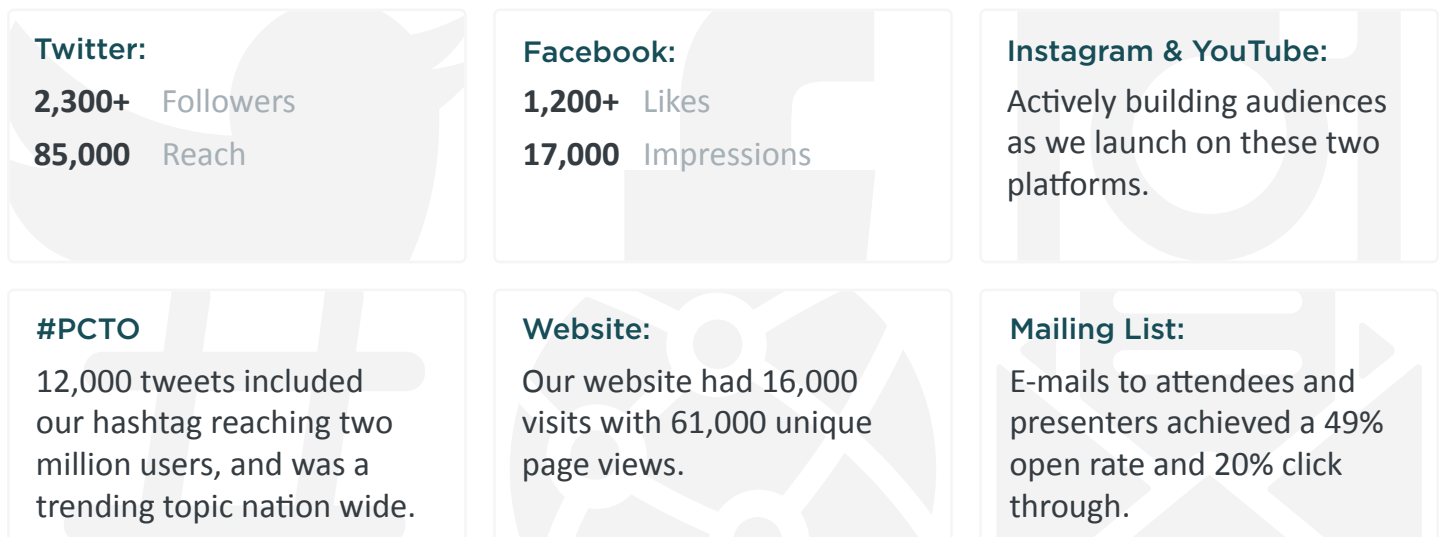 Twitter:
2,300+ Followers
85,000 Reach
Facebook:
1,200+ Likes
17,000 Impressions
Instagram & YouTube:
Actively building audiences
as we launch on these two
platforms.
#PCTO
12,000 tweets included
our hashtag reaching two
million users, and was a
trending topic nation wide.
Website:
Our website had 16,000
visits with 61,000 unique
page views.
Mailing List:
E-mails to attendees and
presenters achieved a 49%
open rate and 20% click
through.